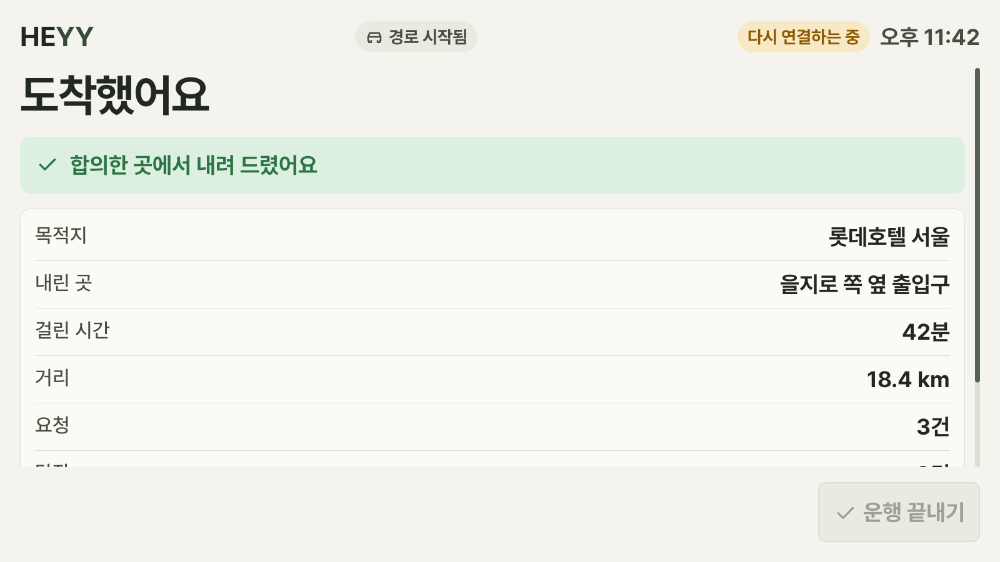 HEYY
경로 시작됨
다시 연결하는 중
오후 11:42
도착했어요
합의한 곳에서 내려 드렸어요
목적지 롯데호텔 서울
내린 곳 을지로 쪽 옆 출입구
걸린 시간 42분
거리 18.4 km
요청 3건
운행 끝내기